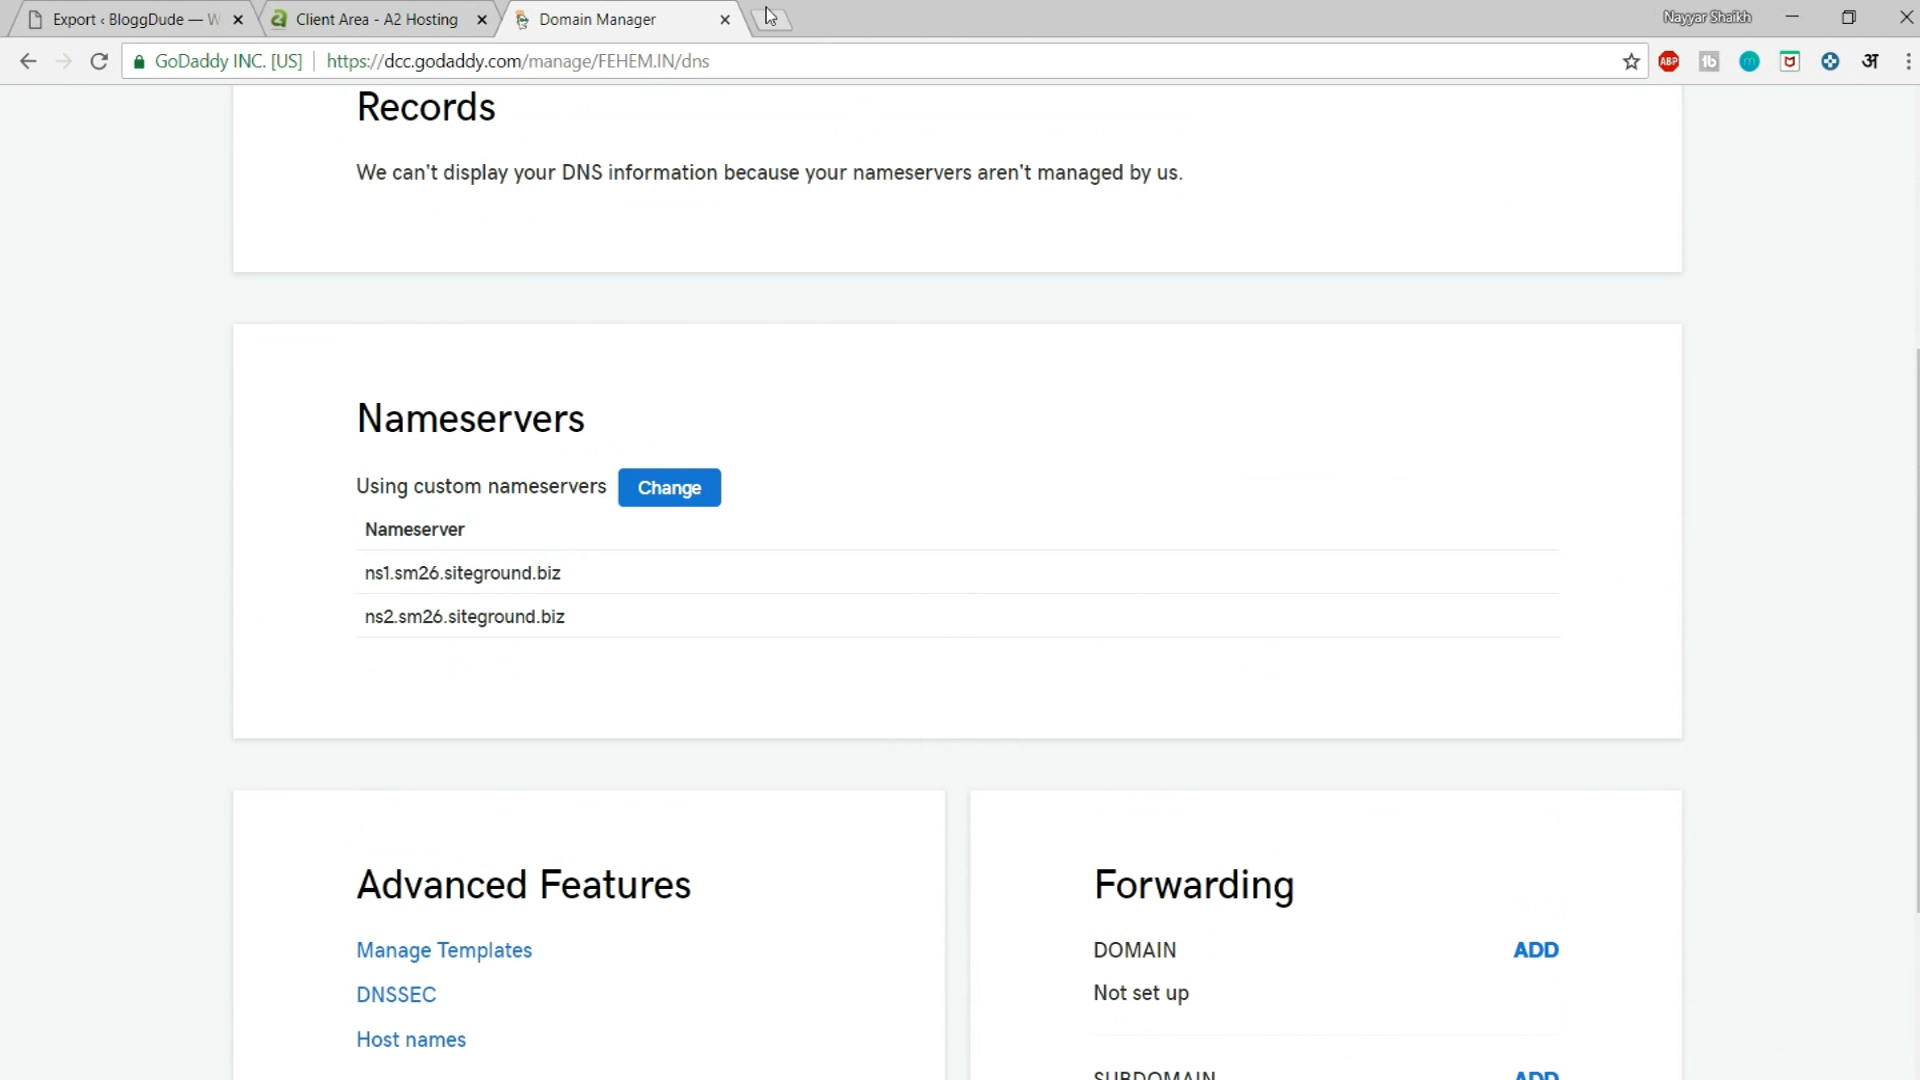 Export ‹ BloggDude — W
Client Area - A2 Hosting
Domain Manager
Nayyar Shaikh
GoDaddy INC. [US]
https://dcc.godaddy.com/manage/FEHEM.IN/dns
ABP
अ
Records
We can't display your DNS information because your nameservers aren't managed by us.
Nameservers
Using custom nameservers
Change
Nameserver
ns1.sm26.siteground.biz
ns2.sm26.siteground.biz
Advanced Features
Manage Templates
DNSSEC
Host names
Forwarding
DOMAIN
ADD
Not set up
SUBDOMAIN
ADD